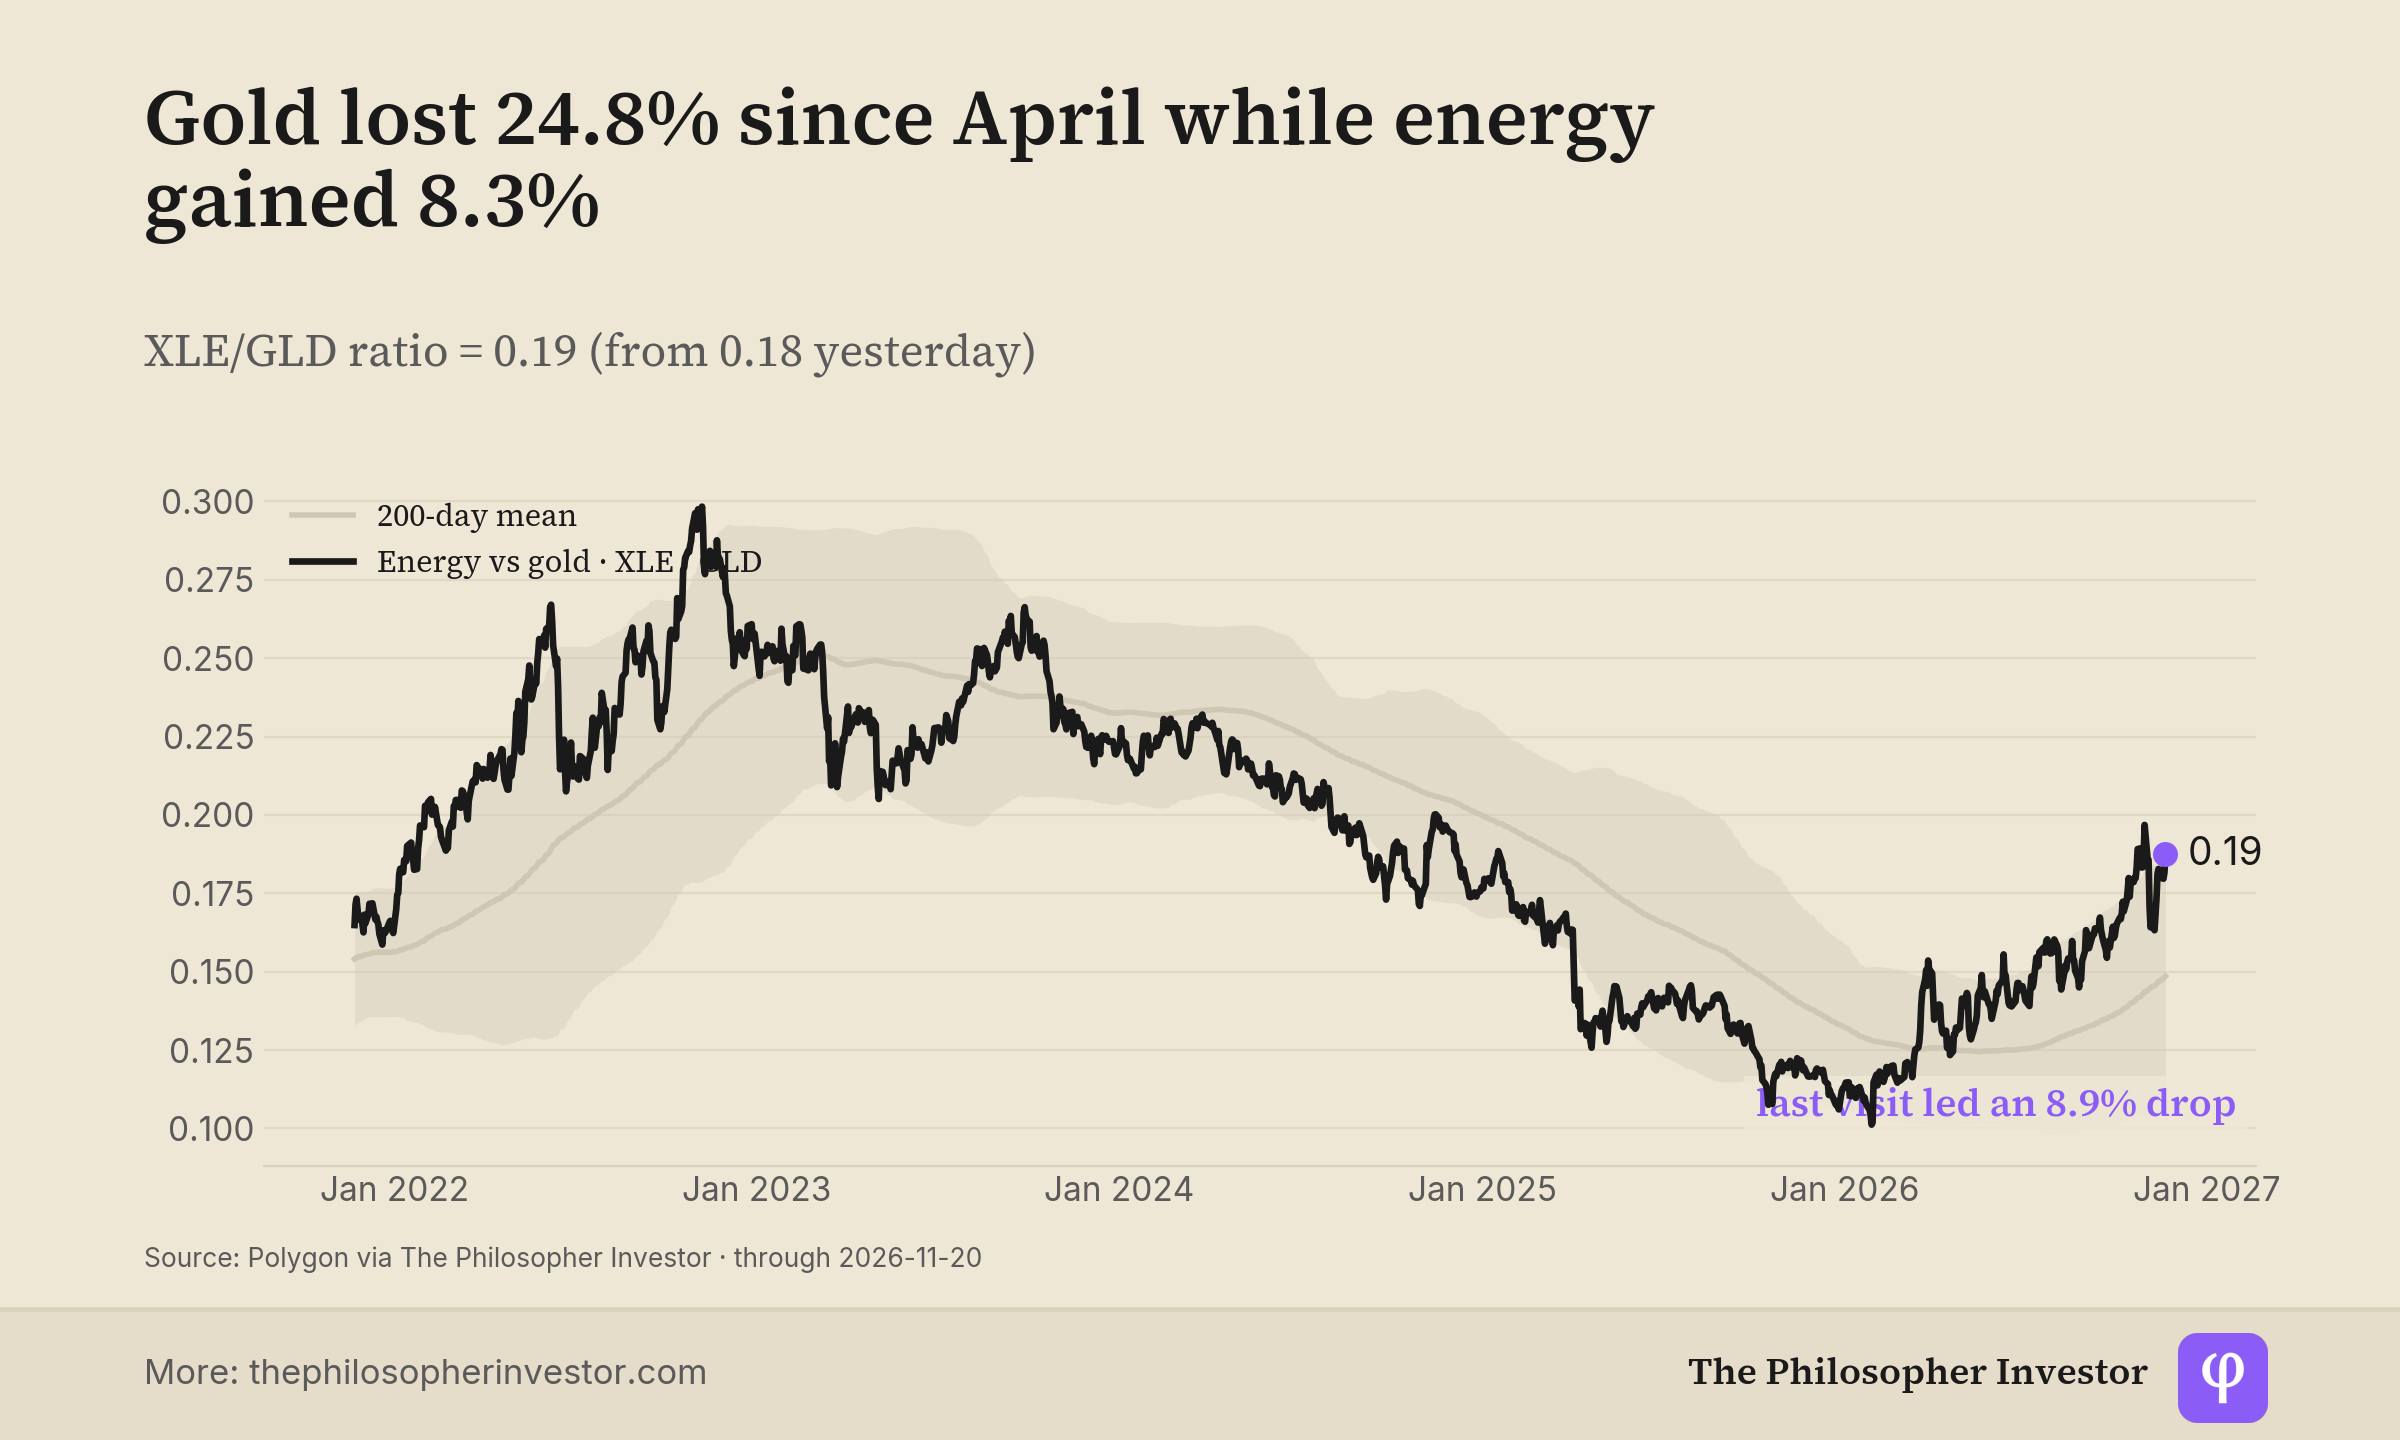 Gold lost 24.8% since April while energy
gained 8.3%
XLE/GLD ratio = 0.19 (from 0.18 yesterday)
0.300
0.275
0.250
0.225
0.200
0.175
0.150
0.125
0.100
200-day mean
Energy vs gold · XLE LD
0.19
last visit led an 8.9% drop
Jan 2022
Jan 2023
Jan 2024
Jan 2025
Jan 2026
Jan 2027
Source: Polygon via The Philosopher Investor · through 2026-11-20
More: thephilosopherinvestor.com
The Philosopher Investor
φ